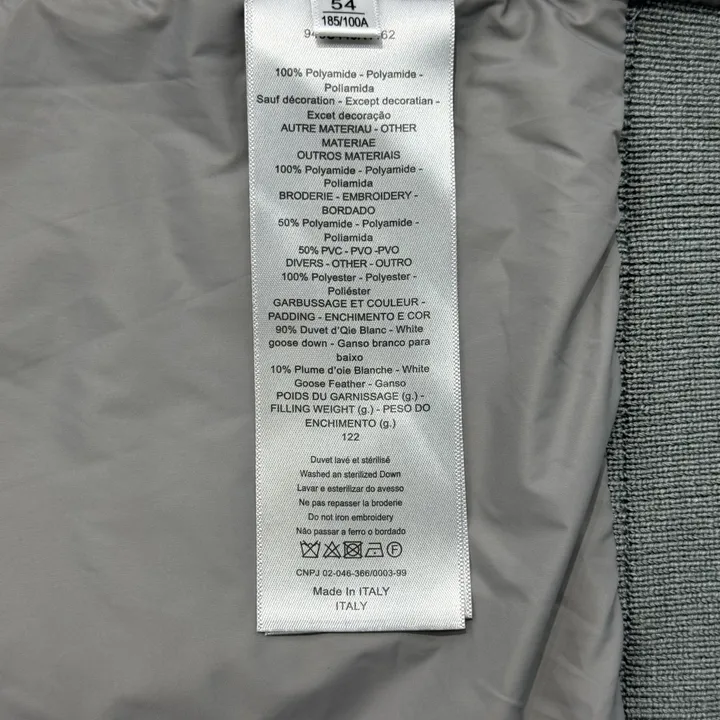 54
185/100A
100% Polyamide - Polyamide -
Poliamida
Sauf décoration - Except decoratian -
Excet decoração
AUTRE MATERIAU - OTHER
MATERIAE
OUTROS MATERIAIS
100% Polyamide - Polyamide -
Poliamida
BRODERIE - EMBROIDERY -
BORDADO
50% Polyamide - Polyamide -
Poliamida
50% PVC - PVO -PVO
DIVERS - OTHER - OUTRO
100% Polyester - Polyester -
Poliéster
GARBUSSAGE ET COULEUR -
PADDING - ENCHIMENTO E COR
90% Duvet d'Qie Blanc - White
goose down - Ganso branco para
baixo
10% Plume d'oie Blanche - White
Goose Feather - Ganso
POIDS DU GARNISSAGE (g.) -
FILLING WEIGHT (g.) - PESO DO
ENCHIMENTO (g.)
122
Duvet lavé et stérilisé
Washed an sterilized Down
Lavar e esterilizar do avesso
Ne pas repasser la broderie
Do not iron embroidery
Não passar a ferro o bordado
CNPJ 02-046-366/0003-99
Made In ITALY
ITALY